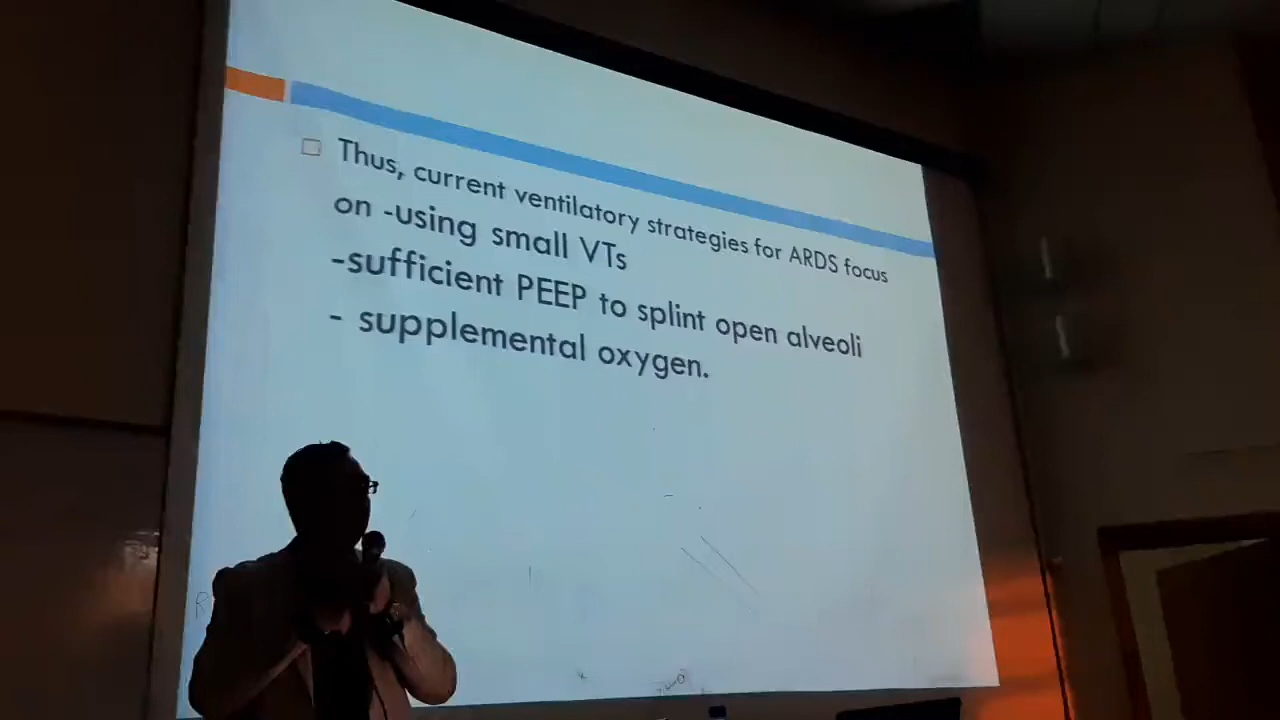 Thus, current ventilatory strategies for ARDS focus
on -using small VTs
-sufficient PEEP to splint open alveoli
- supplemental oxygen.